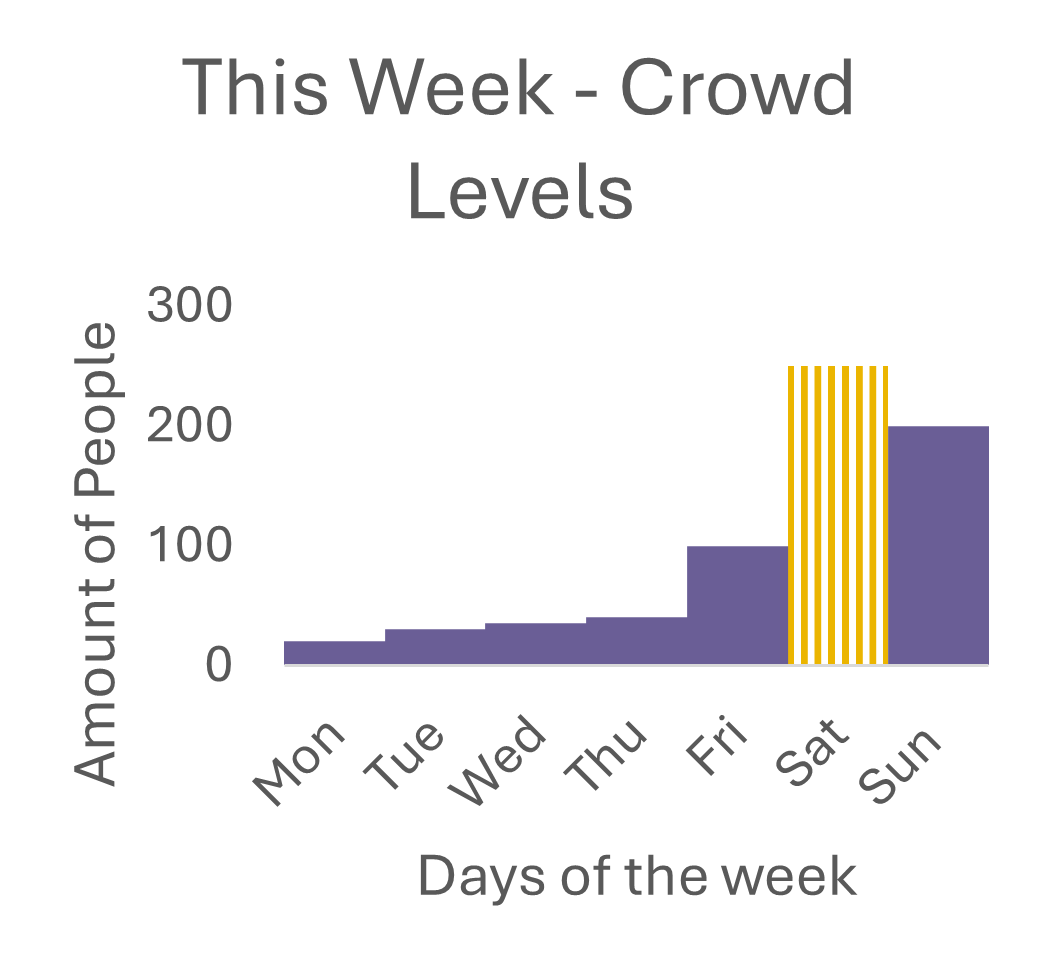 This Week - Crowd
Levels
Amount of People
300
200
100
0
Mon
Tue
Wed
Thu
Fri
Sat
Sun
Days of the week